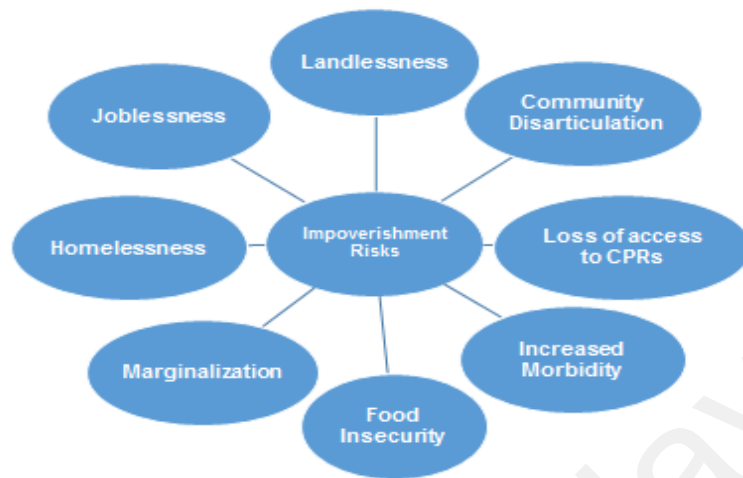 Landlessness
Joblessness
Community
Disarticulation
Homelessness
Impoverishment
Risks
Loss of access
to CPRs
Marginalization
Increased
Morbidity
Food
Insecurity